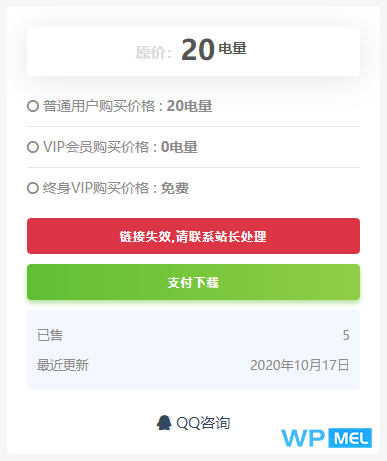 原价： 20 电量
普通用户购买价格 : 20电量
VIP会员购买价格 : 0电量
终身VIP购买价格 : 免费
链接失效,请联系站长处理
支付下载
已售 5
最近更新 2020年10月17日
QQ咨询
WP MEL